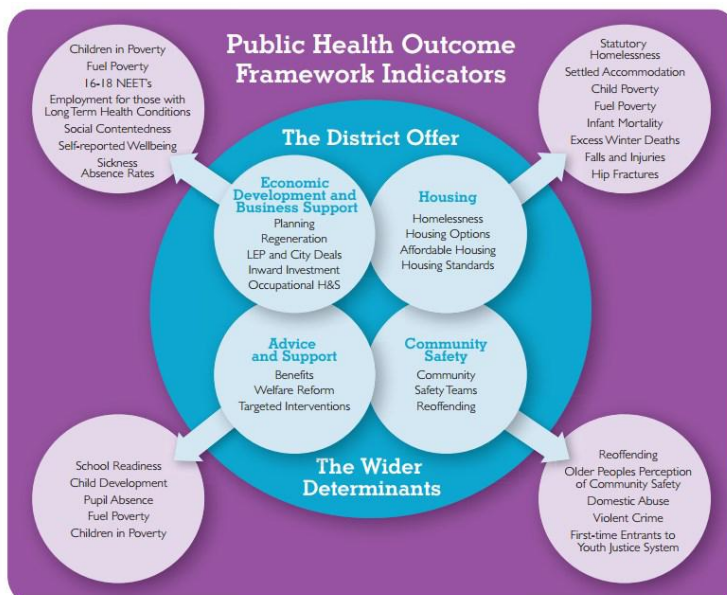 Public Health Outcome
Framework Indicators
Children in Poverty
Fuel Poverty
16-18 NEET's
Employment for those with
Long Term Health Conditions
Social Contentedness
Self-reported Wellbeing
Sickness
Absence Rates
Statutory
Homelessness
Settled Accommodation
Child Poverty
Fuel Poverty
Infant Mortality
Excess Winter Deaths
Falls and Injuries
Hip Fractures
The District Offer
Economic
Development and
Business Support
Planning
Regeneration
LEP and City Deals
Inward Investment
Occupational H&S
Housing
Homelessness
Housing Options
Affordable Housing
Housing Standards
Advice
and Support
Benefits
Welfare Reform
Targeted Interventions
Community
Safety
Community
Safety Teams
Reoffending
The Wider
Determinants
School Readiness
Child Development
Pupil Absence
Fuel Poverty
Children in Poverty
Reoffending
Older Peoples Perception
of Community Safety
Domestic Abuse
Violent Crime
First-time Entrants to
Youth Justice System